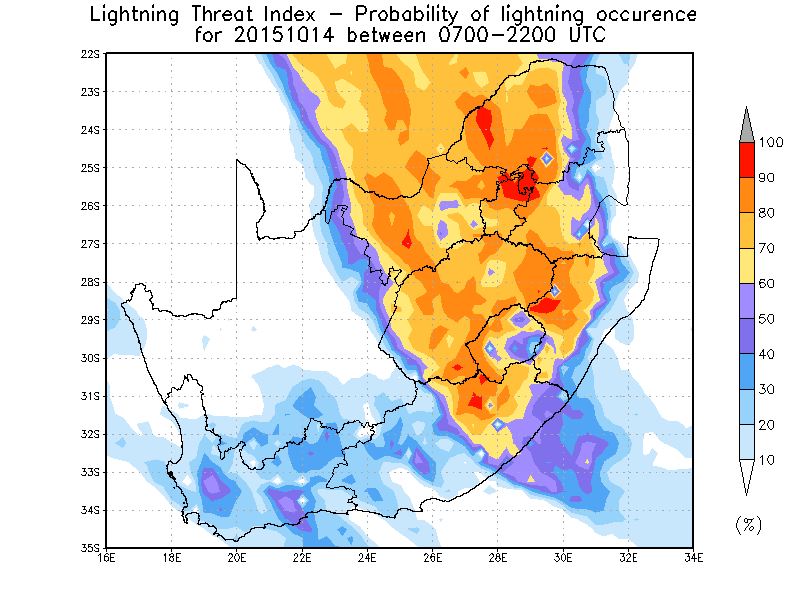 Lightning Threat Index − Probability of lightning occurence
for 20151014 between 0700−2200 UTC
22S
23S
24S
25S
26S
27S
28S
29S
30S
31S
32S
33S
34S
35S
16E 18E 20E 22E 24E 26E 28E 30E 32E 34E
100
90
80
70
60
50
40
30
20
10
(%)